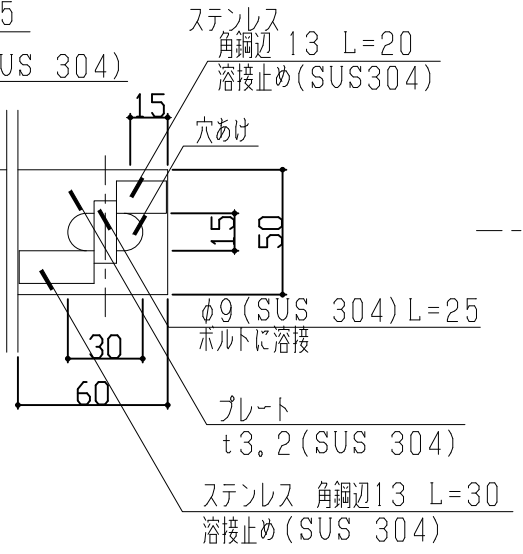 5
US 304)
ステンレス
角鋼辺 13 L=20
溶接止め(SUS304)
15
穴あけ
15
50
φ9(SUS 304)L=25
ボルトに溶接
30
60
プレート
t3.2(SUS 304)
ステンレス 角鋼辺13 L=30
溶接止め(SUS 304)